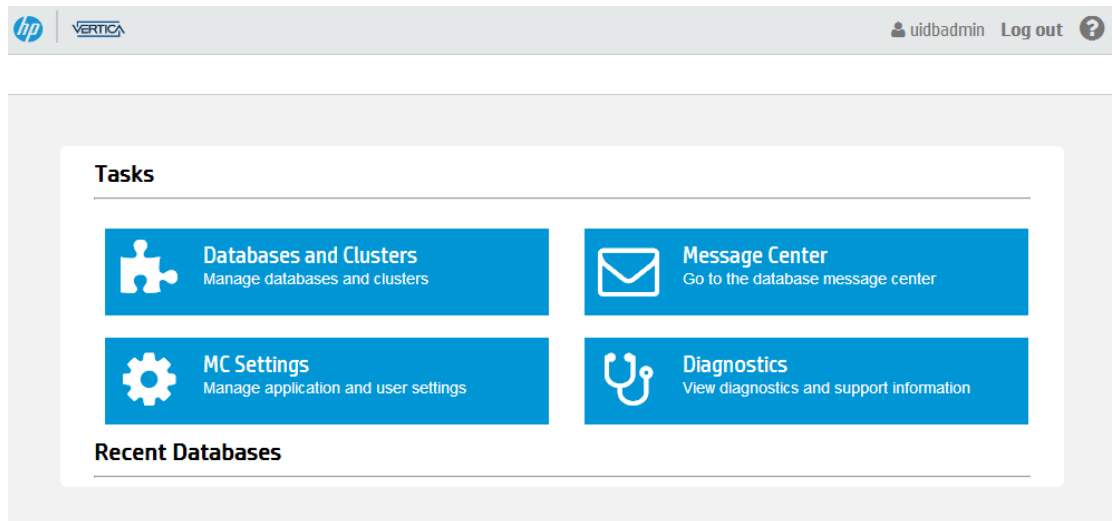 hp VERTICA uidbadmin Log out ?
Tasks
Databases and Clusters
Manage databases and clusters
Message Center
Go to the database message center
MC Settings
Manage application and user settings
Diagnostics
View diagnostics and support information
Recent Databases